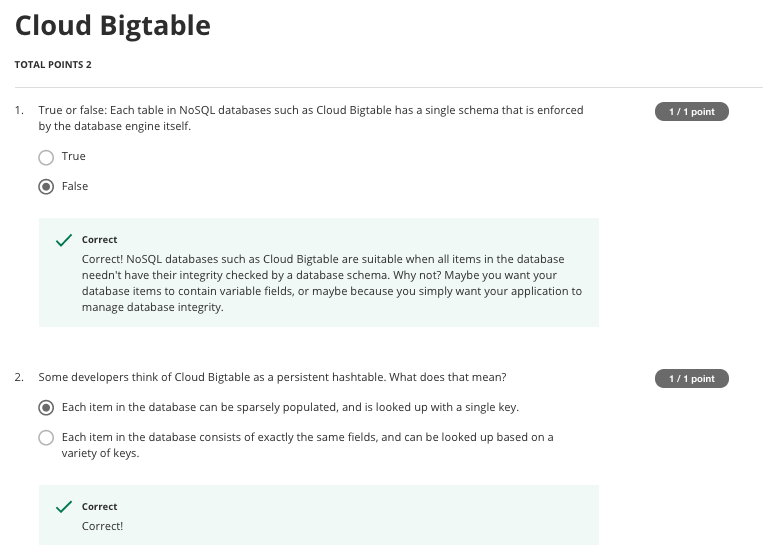 Cloud Bigtable
TOTAL POINTS 2
1. True or false: Each table in NoSQL databases such as Cloud Bigtable has a single schema that is enforced
by the database engine itself.
1 / 1 point
True
False
Correct
Correct! NoSQL databases such as Cloud Bigtable are suitable when all items in the database
needn't have their integrity checked by a database schema. Why not? Maybe you want your
database items to contain variable fields, or maybe because you simply want your application to
manage database integrity.
2. Some developers think of Cloud Bigtable as a persistent hashtable. What does that mean?
1 / 1 point
Each item in the database can be sparsely populated, and is looked up with a single key.
Each item in the database consists of exactly the same fields, and can be looked up based on a
variety of keys.
Correct
Correct!